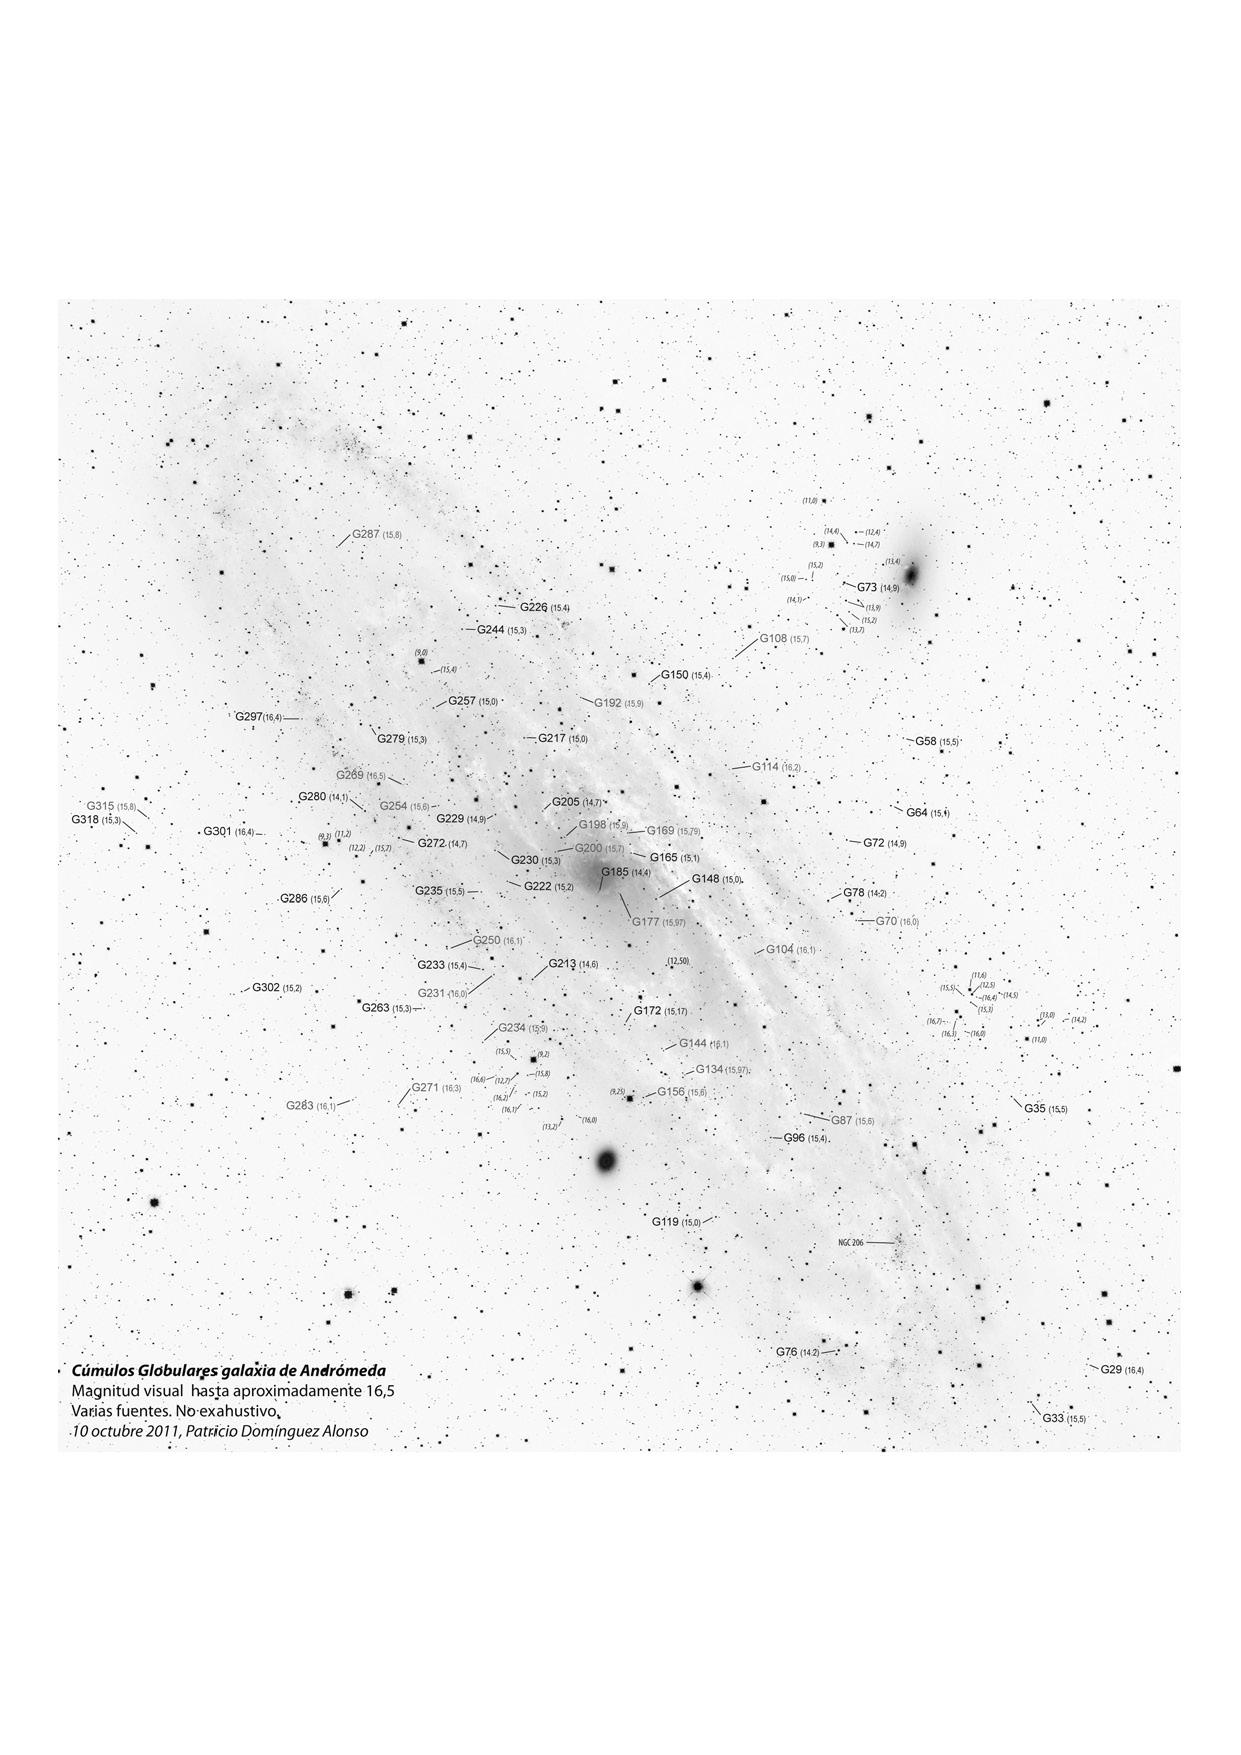 (11,0)
(14,4) (12,4)
G287 (15,8)
(9,3) (14,7)
(13,4)
(15,2)
(15,0)
G73 (14,9)
(14,1)
G226 (15,4) (13,9)
(15,2)
G244 (15,3) (13,7)
G108 (15,7)
(9,0)
(15,4) G150 (15,4)
G257 (15,0) G192 (15,9)
G297(16,4)
G279 (15,3) G217 (15,0) G58 (15,5)
G114 (16,2)
G269 (16,5)
G280 (14,1) G205 (14,7)
G315 (15,8) G254 (15,6)
G318 (15,3) G229 (14,9) G64 (15,1)
G198 (15,9)
G301 (16,4) G169 (15,79)
(9,3) (11,2)
G272 (14,7) G72 (14,9)
(12,2) (15,7) G200 (15,7)
G230 (15,3) G165 (15,1)
G185 (14,4)
G148 (15,0)
G222 (15,2)
G235 (15,5) G78 (14,2)
G286 (15,6)
G177 (15,97) G70 (16,0)
G250 (16,1)
G104 (16,1)
G233 (15,4) G213 (14,6) (12,50)
(11,6)
G302 (15,2) (15,5) (12,5)
G231 (16,0) (16,4) (14,5)
G263 (15,3) G172 (15,17) (15,3)
(13,0)
(16,7) (14,2)
G234 (15,9) (16,3) (16,0)
(11,0)
G144 (16,1)
(15,5) (9,2)
G134 (15,97)
(16,6) (12,7) (15,8)
G271 (16,3) (9,25) G156 (15,6)
(16,2) (15,2)
G283 (16,1) (16,1) G35 (15,5)
(13,2) (16,0) G87 (15,6)
G96 (15,4)
G119 (15,0)
NGC 206
G76 (14,2)
G29 (16,4)
G33 (15,5)
Cúmulos Globulares galaxia de Andrómeda
Magnitud visual hasta aproximadamente 16,5
Varias fuentes. No exahustivo.
10 octubre 2011, Patricio Domínguez Alonso